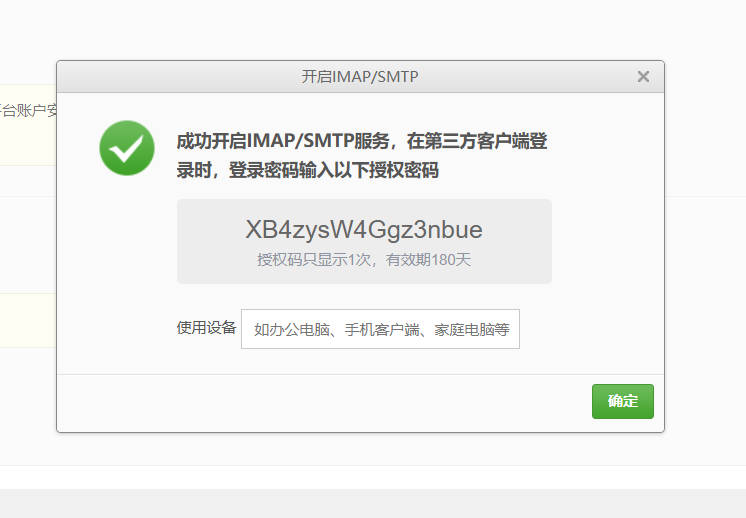 开启IMAP/SMTP
台账户安
成功开启IMAP/SMTP服务，在第三方客户端登
录时，登录密码输入以下授权密码
XB4zysW4Ggz3nbue
授权码只显示1次，有效期180天
使用设备 如办公电脑、手机客户端、家庭电脑等
确定